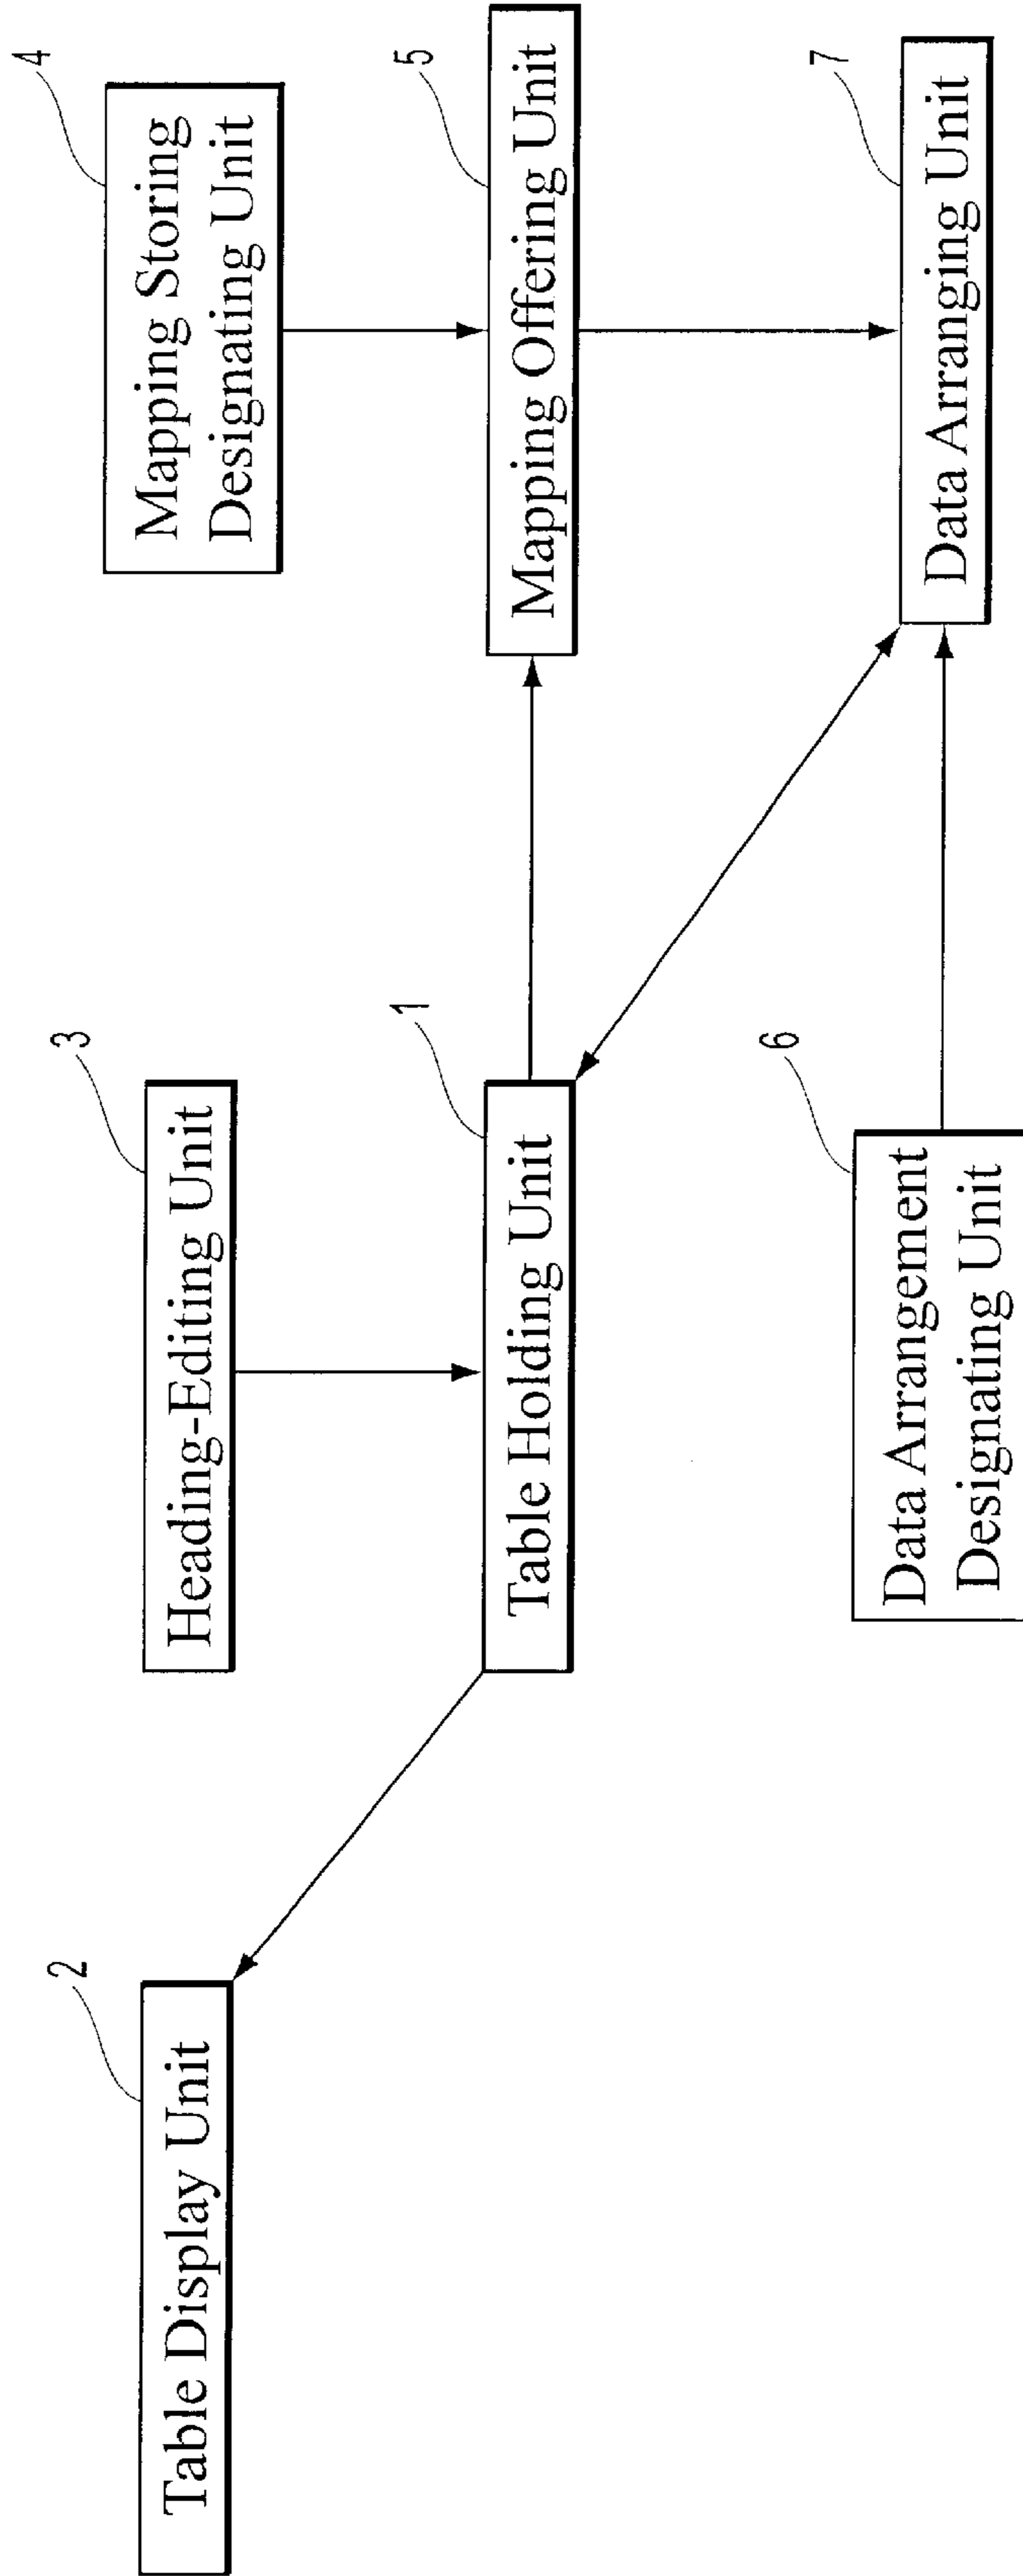 2
Table Display Unit
3
Heading-Editing Unit
4
Mapping Storing
Designating Unit
1
Table Holding Unit
5
Mapping Offering Unit
6
Data Arrangement
Designating Unit
7
Data Arranging Unit